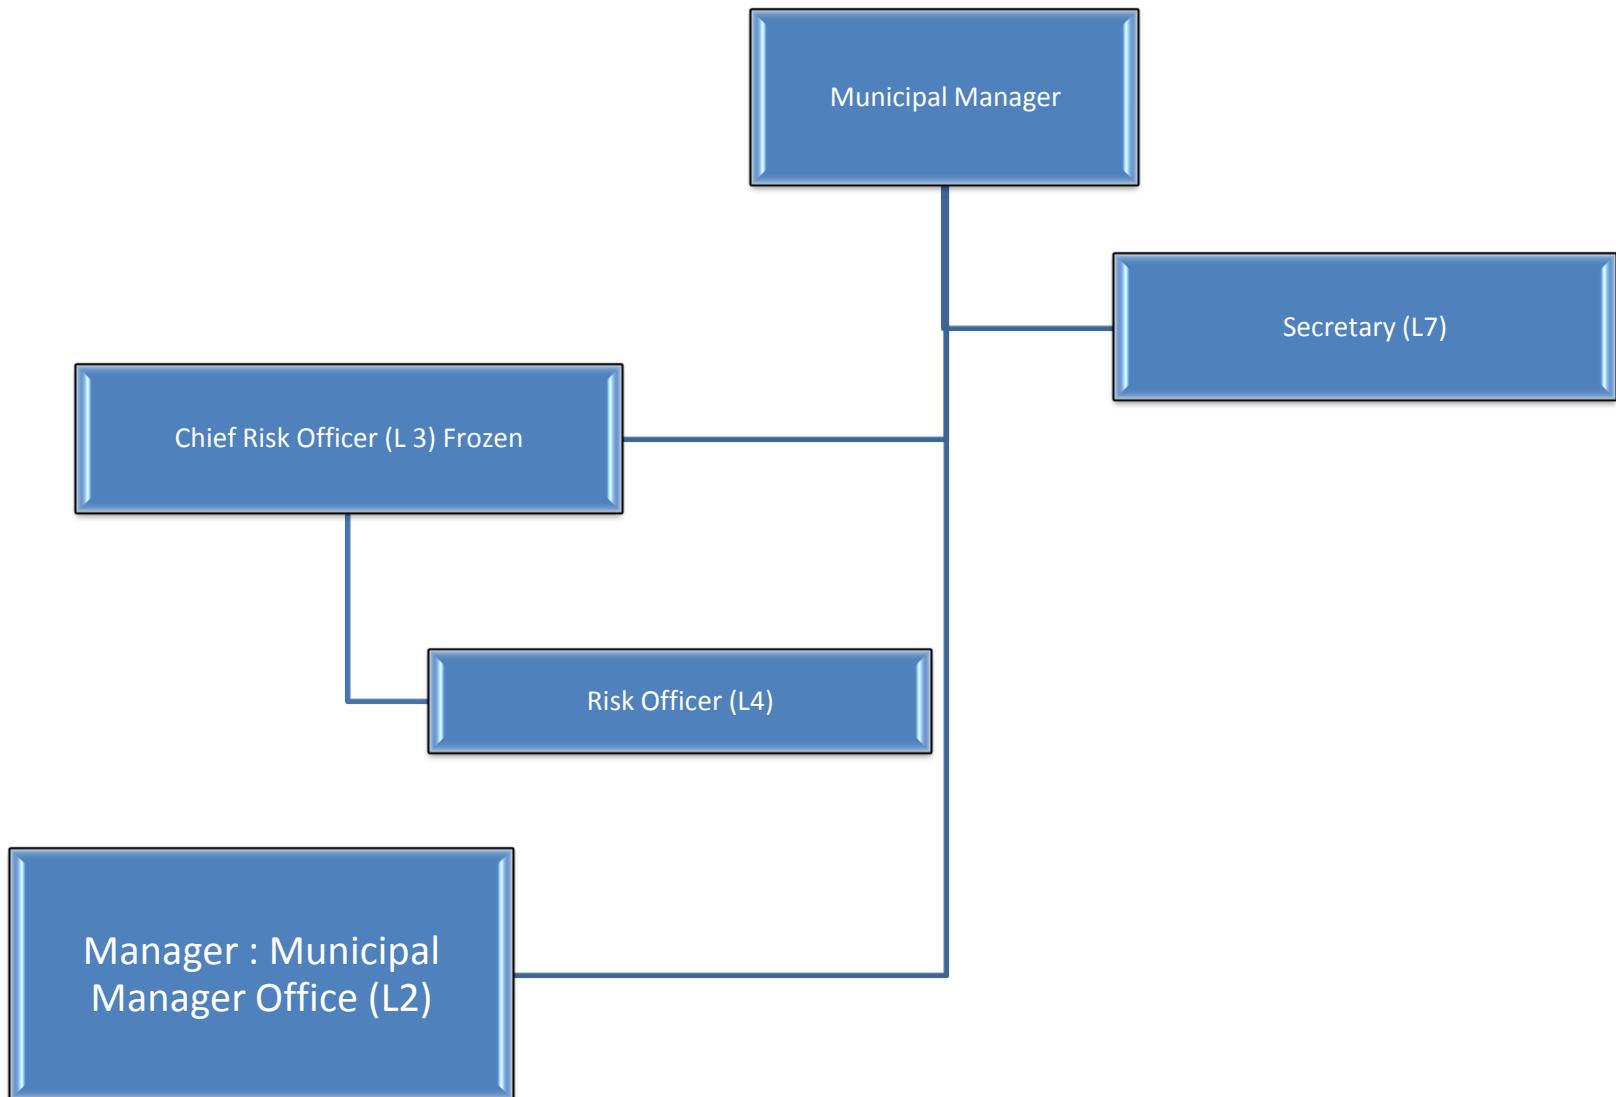 Municipal Manager
Secretary (L7)
Chief Risk Officer (L 3) Frozen
Risk Officer (L4)
Manager : Municipal
Manager Office (L2)